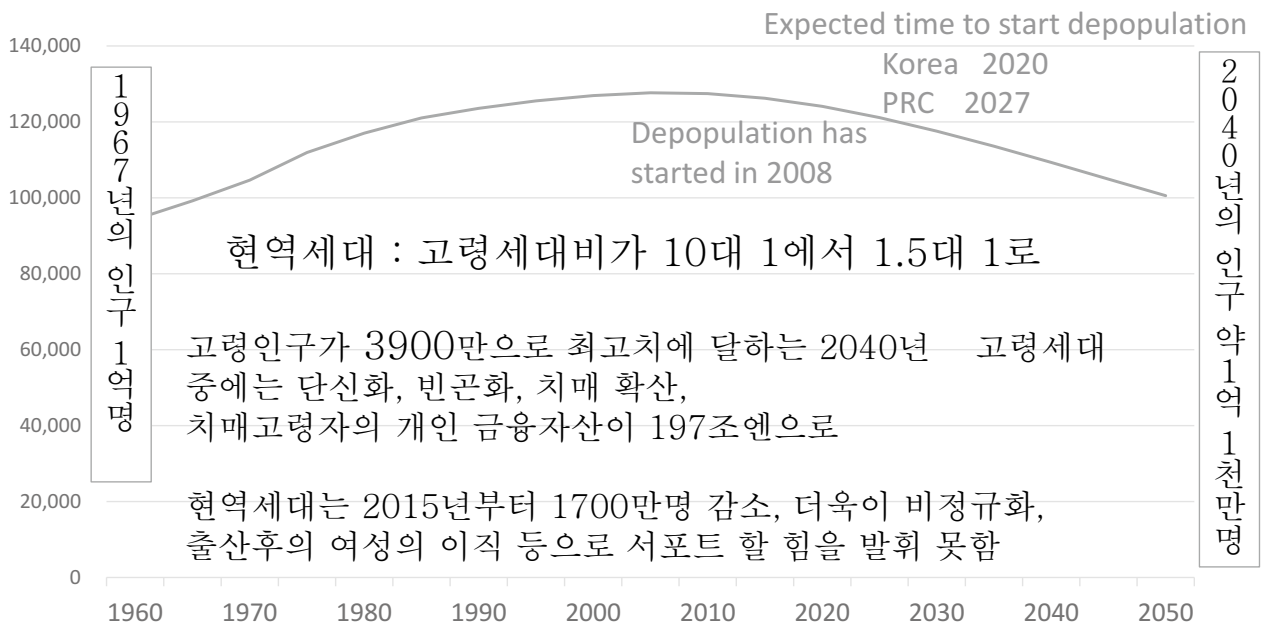 Expected time to start depopulation
Korea 2020
PRC 2027
Depopulation has
started in 2008
140,000
120,000
100,000
80,000
60,000
40,000
20,000
0
1967년의 인구 1억명
2040년의 인구 약 1억 1천만명
현역세대 : 고령세대비가 10대 1에서 1.5대 1로
고령인구가 3900만으로 최고치에 달하는 2040년 고령세대
중에는 단신화, 빈곤화, 치매 확산,
치매고령자의 개인 금융자산이 197조엔으로
현역세대는 2015년부터 1700만명 감소, 더욱이 비정규화,
출산후의 여성의 이직 등으로 서포트 할 힘을 발휘 못함
1960 1970 1980 1990 2000 2010 2020 2030 2040 2050